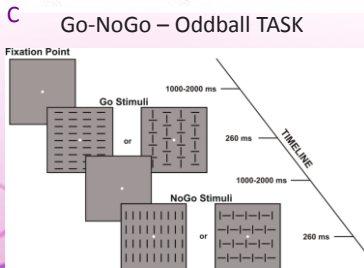 C
Go-NoGo – Oddball TASK
Fixation Point
1000-2000 ms
Go Stimuli
or
260 ms
TIMELINE
1000-2000 ms
NoGo Stimuli
or
260 ms